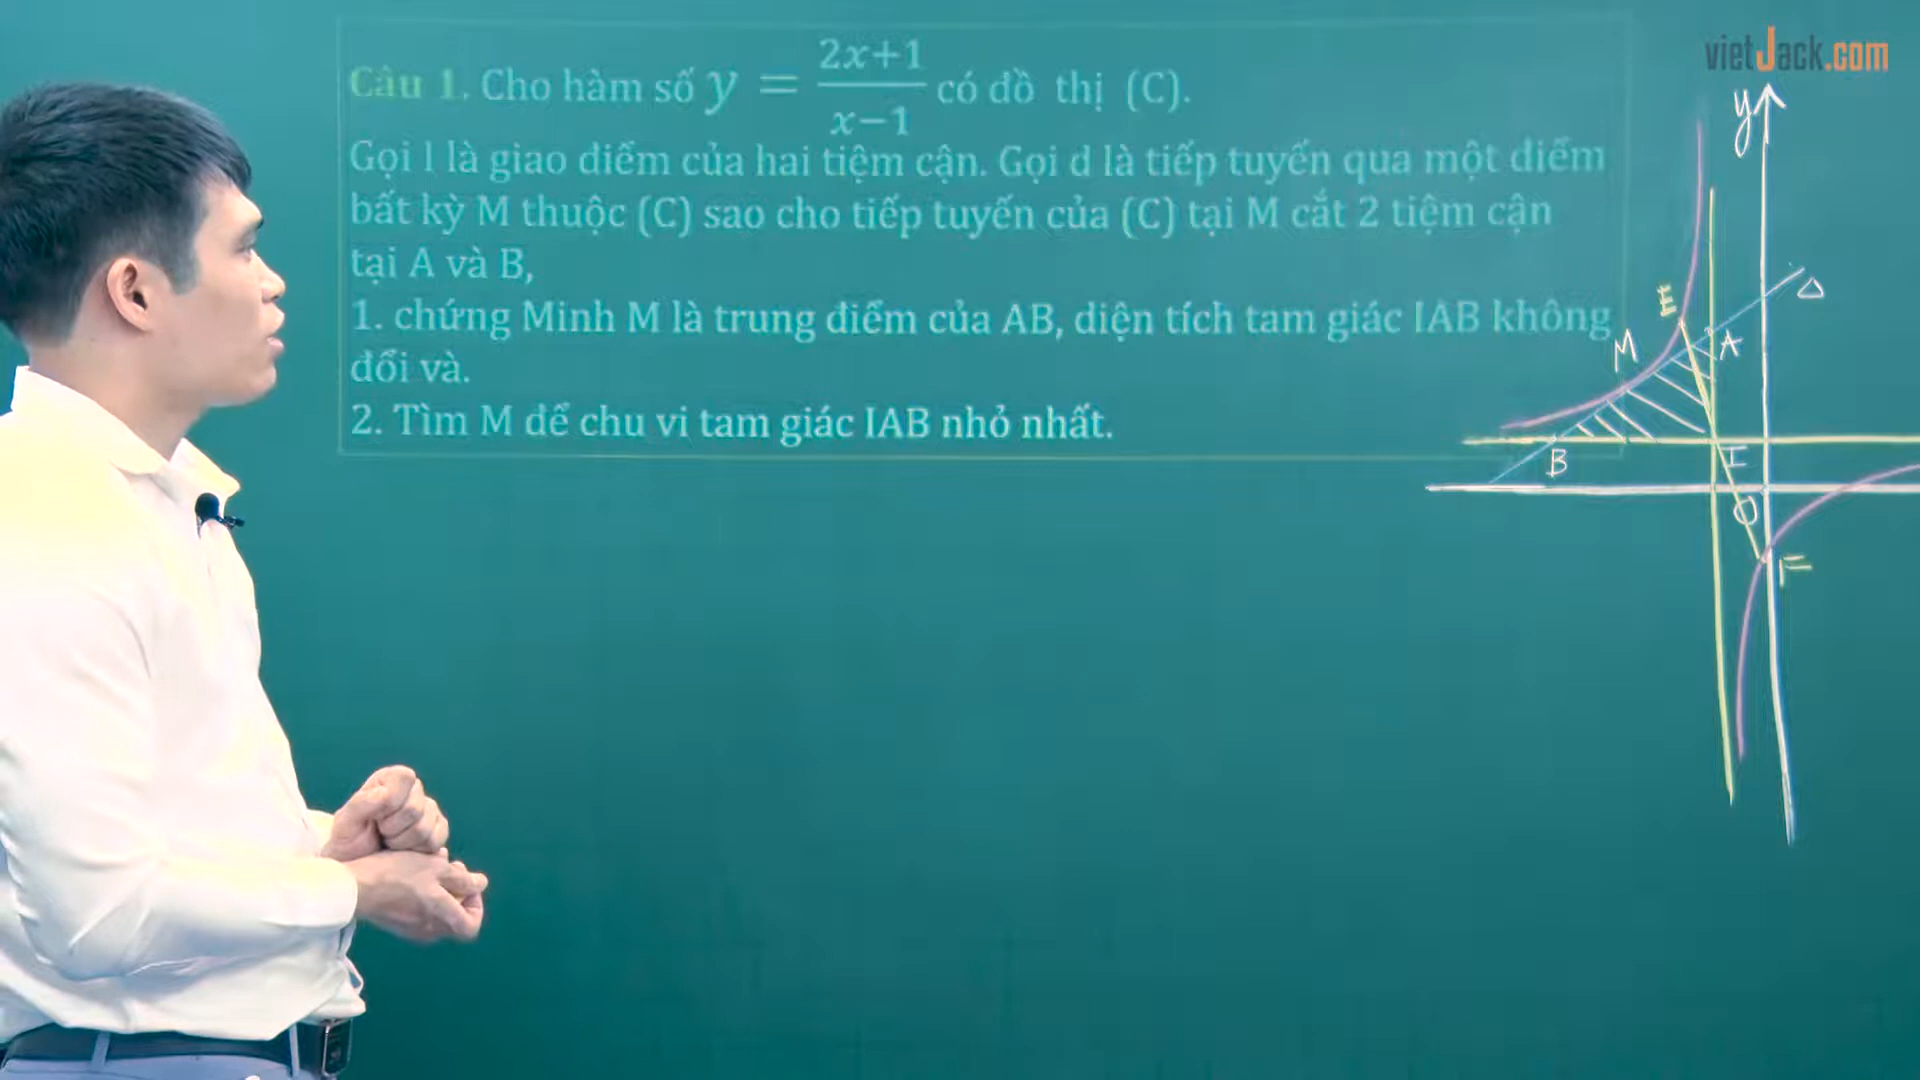 vietJack.com
Câu 1. Cho hàm số y = \frac{2x+1}{x-1} có đồ thị (C).
Gọi I là giao điểm của hai tiệm cận. Gọi d là tiếp tuyến qua một điểm
bất kỳ M thuộc (C) sao cho tiếp tuyến của (C) tại M cắt 2 tiệm cận
tại A và B,
1. chứng Minh M là trung điểm của AB, diện tích tam giác IAB không
đổi và.
2. Tìm M để chu vi tam giác IAB nhỏ nhất.
y
E
Δ
M
A
B
I
O
F